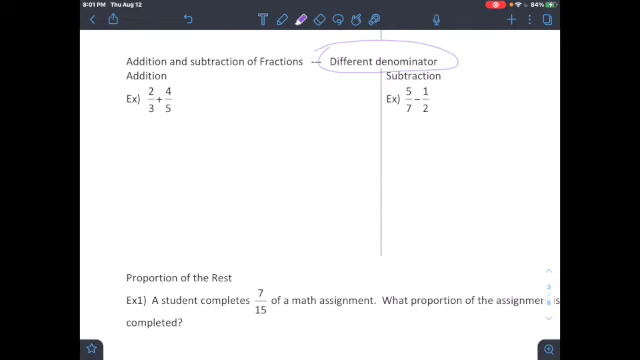 8:01 PM Thu Aug 12
84%
Addition and subtraction of Fractions --- Different denominator
Addition
Subtraction
Ex) 2/3 + 4/5
Ex) 5/7 − 1/2
Proportion of the Rest
Ex1) A student completes 7/15 of a math assignment. What proportion of the assignment is
completed?
3
8